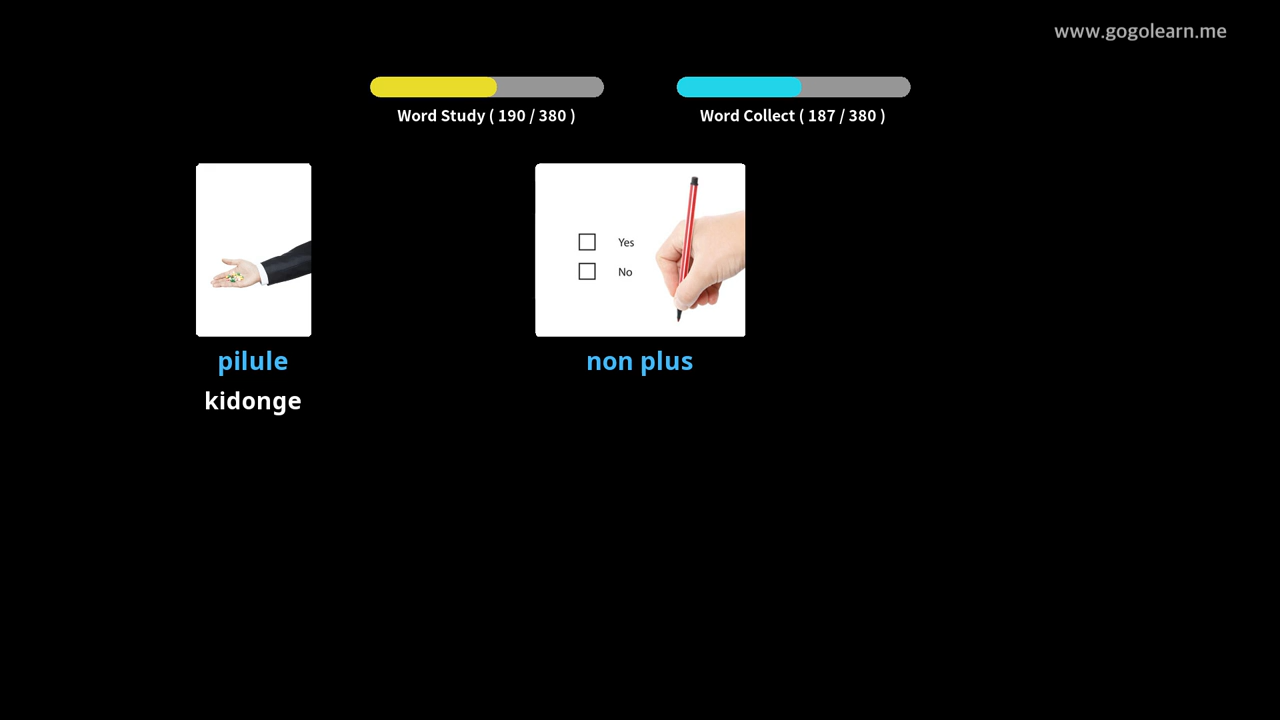 www.gogolearn.me
Word Study ( 190 / 380 )
Word Collect ( 187 / 380 )
Yes
No
pilule
non plus
kidonge